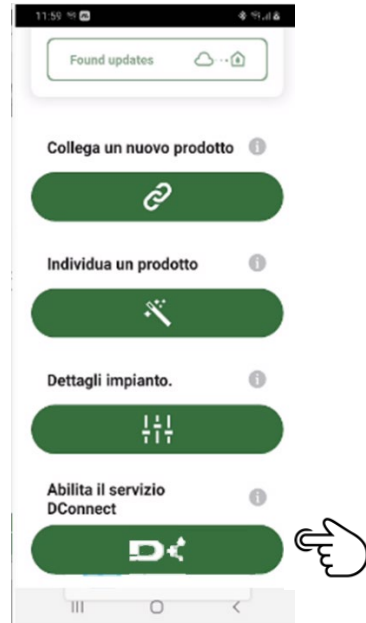 11:59
Found updates
Collega un nuovo prodotto
Individua un prodotto
Dettagli impianto.
Abilita il servizio
DConnect